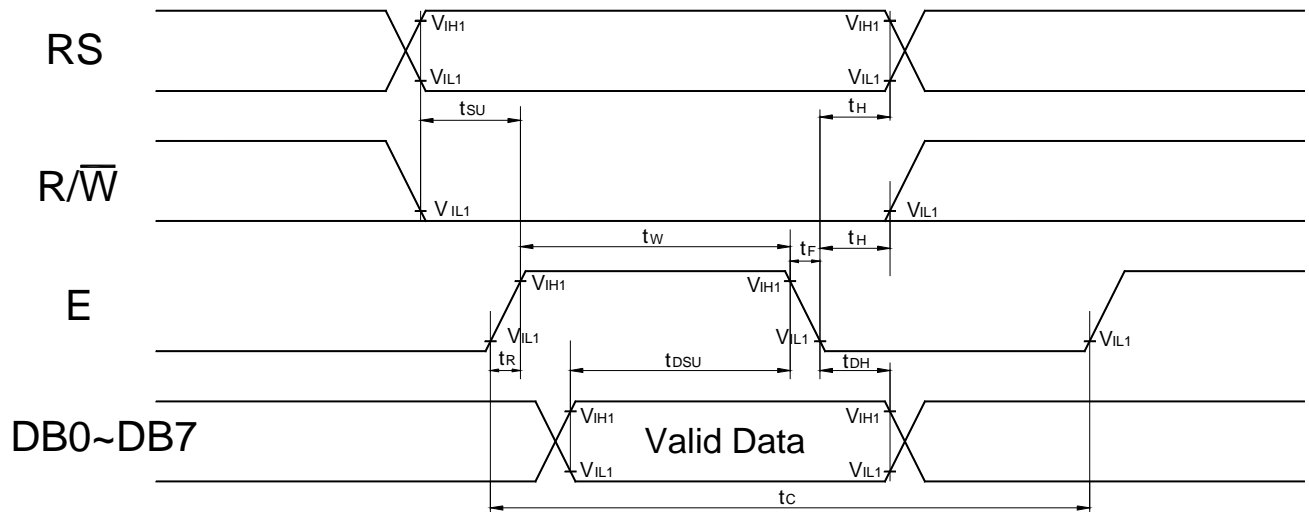 RS
VIH1
VIH1
VIL1
VIL1
tSU
tH
R/W̅
VIL1
VIL1
tW
tF
tH
E
VIH1
VIH1
VIL1
VIL1
VIL1
tR
tDSU
tDH
DB0~DB7
VIH1
Valid Data
VIH1
VIL1
VIL1
tC